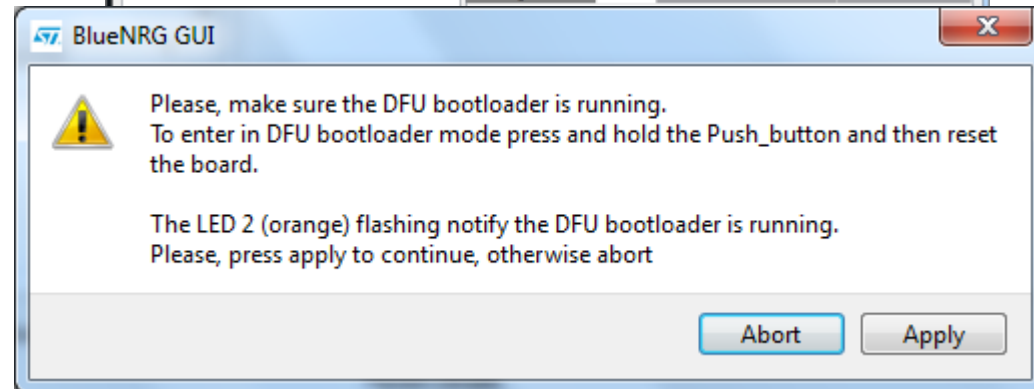 BlueNRG GUI
Please, make sure the DFU bootloader is running.
To enter in DFU bootloader mode press and hold the Push_button and then reset
the board.
The LED 2 (orange) flashing notify the DFU bootloader is running.
Please, press apply to continue, otherwise abort
Abort
Apply